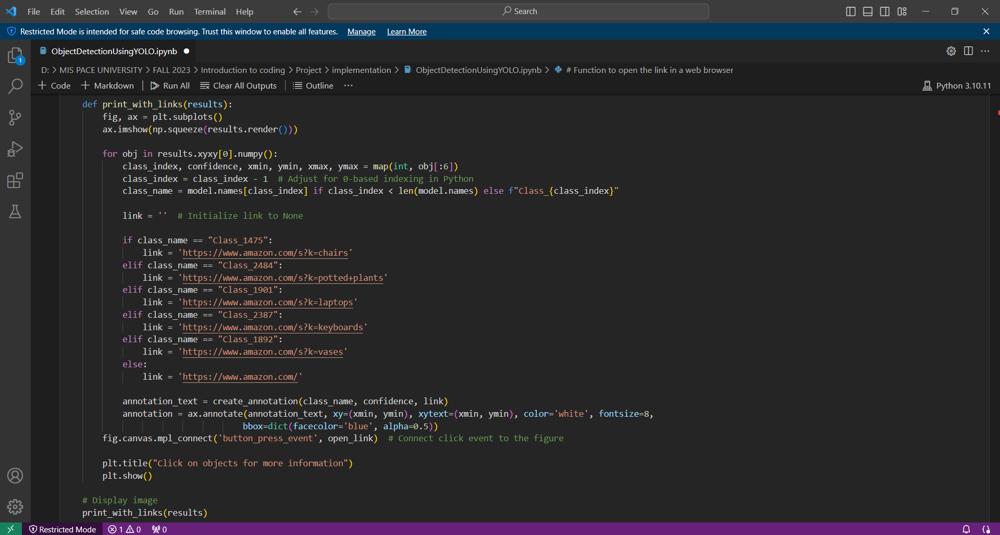 File Edit Selection View Go Run Terminal Help Search
Restricted Mode is intended for safe code browsing. Trust this window to enable all features. Manage Learn More
1
ObjectDetectionUsingYOLO.ipynb
D: > MIS PACE UNIVERSITY > FALL 2023 > Introduction to coding > Project > implementation > ObjectDetectionUsingYOLO.ipynb > # Function to open the link in a web browser
+ Code + Markdown Run All Clear All Outputs Outline ... Python 3.10.11
def print_with_links(results):
    fig, ax = plt.subplots()
    ax.imshow(np.squeeze(results.render()))
    for obj in results.xyxy[0].numpy():
        class_index, confidence, xmin, ymin, xmax, ymax = map(int, obj[:6])
        class_index = class_index - 1  # Adjust for 0-based indexing in Python
        class_name = model.names[class_index] if class_index < len(model.names) else f"Class_{class_index}"
        link = ''  # Initialize link to None
        if class_name == "Class_1475":
            link = 'https://www.amazon.com/s?k=chairs'
        elif class_name == "Class_2484":
            link = 'https://www.amazon.com/s?k=potted+plants'
        elif class_name == "Class_1901":
            link = 'https://www.amazon.com/s?k=laptops'
        elif class_name == "Class_2387":
            link = 'https://www.amazon.com/s?k=keyboards'
        elif class_name == "Class_1892":
            link = 'https://www.amazon.com/s?k=vases'
        else:
            link = 'https://www.amazon.com/'
        annotation_text = create_annotation(class_name, confidence, link)
        annotation = ax.annotate(annotation_text, xy=(xmin, ymin), xytext=(xmin, ymin), color='white', fontsize=8,
                                bbox=dict(facecolor='blue', alpha=0.5))
    fig.canvas.mpl_connect('button_press_event', open_link)  # Connect click event to the figure
    plt.title("Click on objects for more information")
    plt.show()
# Display image
print_with_links(results)
Restricted Mode 1 0 0